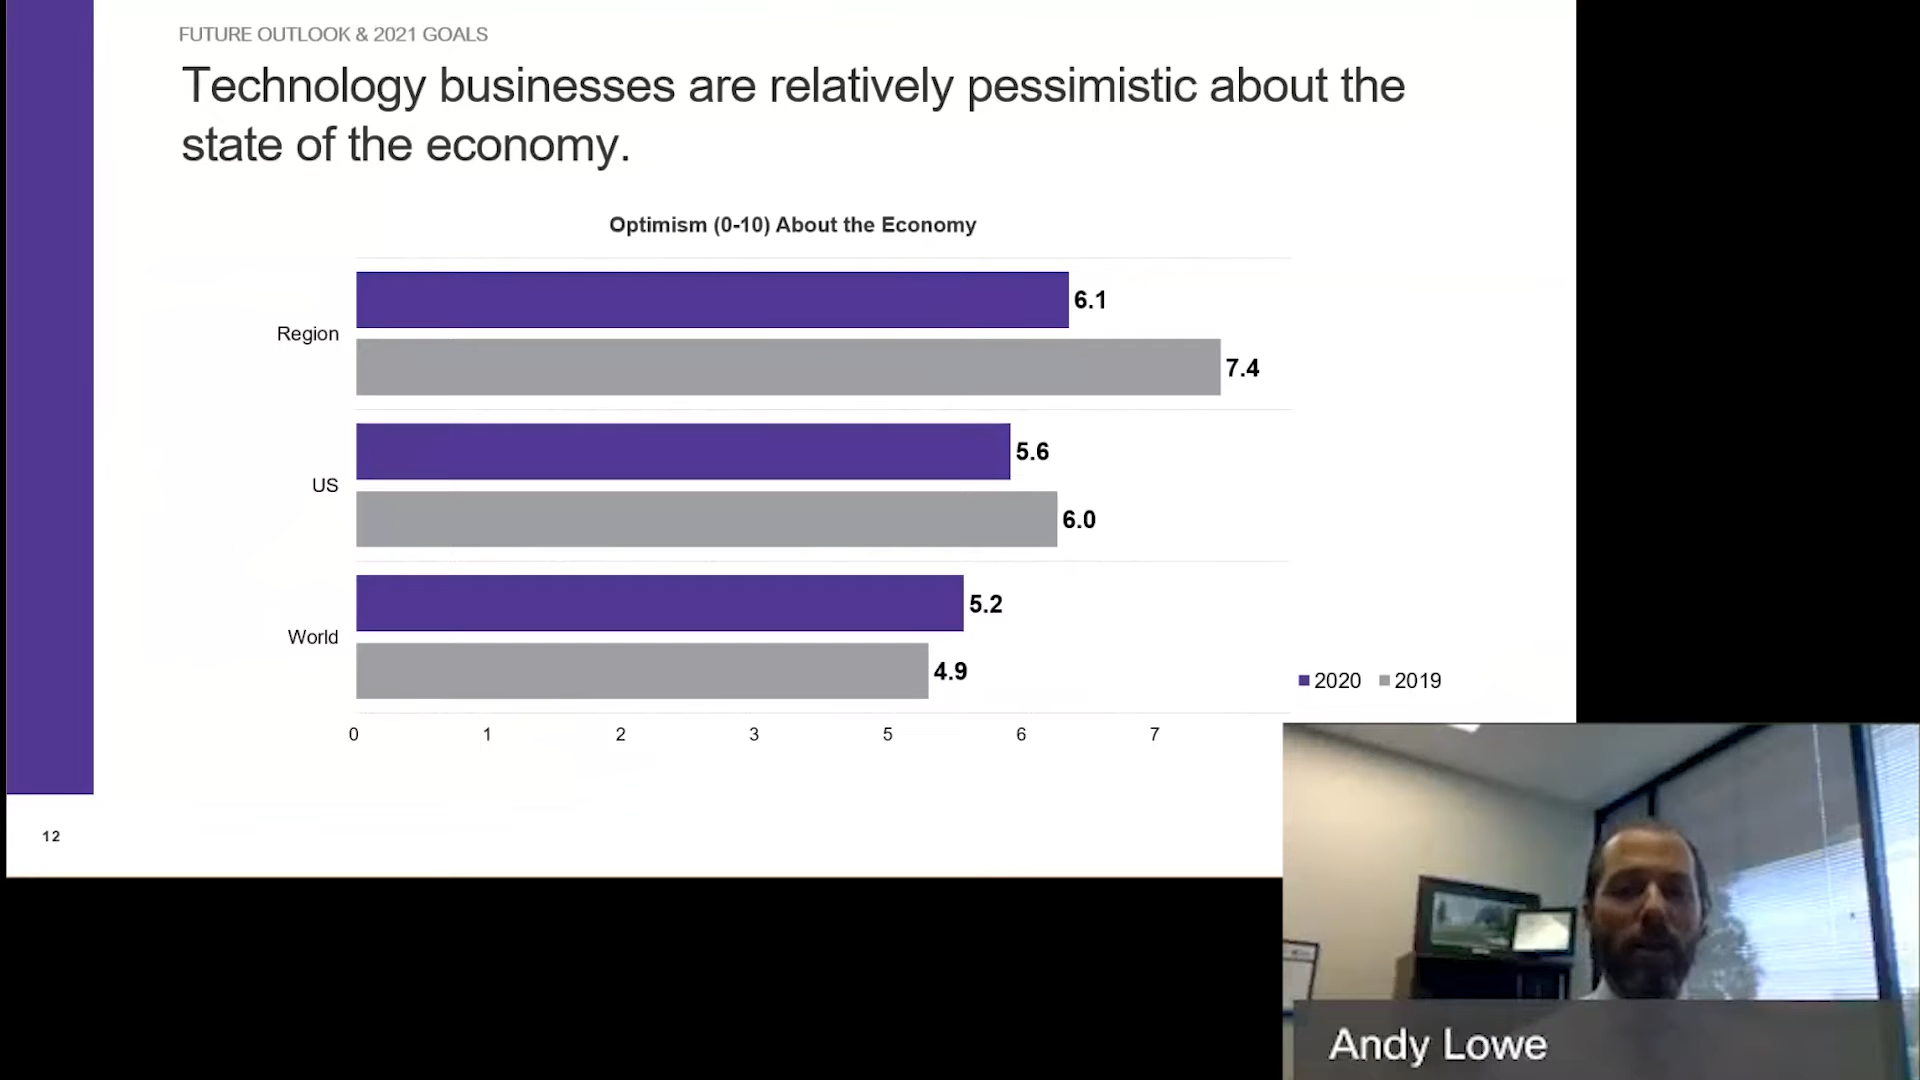 FUTURE OUTLOOK & 2021 GOALS
Technology businesses are relatively pessimistic about the
state of the economy.
Optimism (0-10) About the Economy
Region
6.1
7.4
US
5.6
6.0
World
5.2
4.9
2020 2019
0 1 2 3 5 6 7
12
Andy Lowe